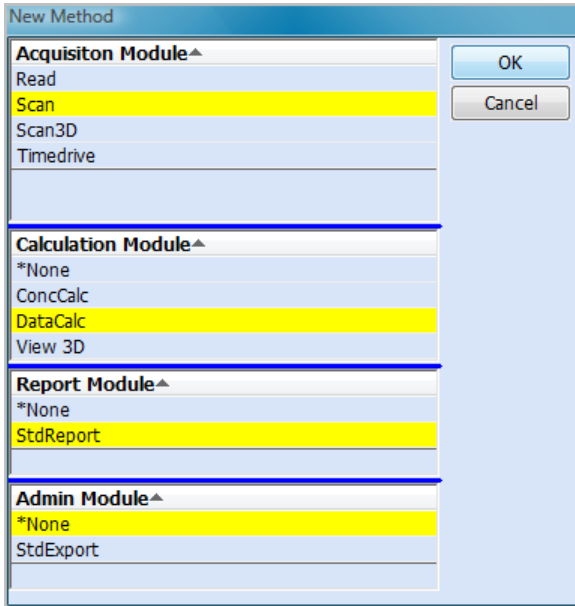 New Method
Acquisiton Module
OK
Read
Scan
Cancel
Scan3D
Timedrive
Calculation Module
*None
ConcCalc
DataCalc
View 3D
Report Module
*None
StdReport
Admin Module
*None
StdExport